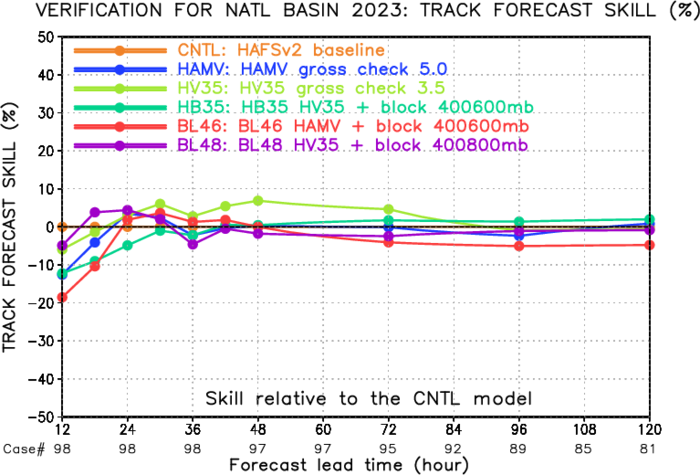 VERIFICATION FOR NATL BASIN 2023: TRACK FORECAST SKILL (%)
TRACK FORECAST SKILL (%)
50
40
30
20
10
0
-10
-20
-30
-40
-50
CNTL: HAFSv2 baseline
HAMV: HAMV gross check 5.0
HV35: HV35 gross check 3.5
HB35: HB35 HV35 + block 400600mb
BL46: BL46 HAMV + block 400600mb
BL48: BL48 HV35 + block 400800mb
Skill relative to the CNTL model
12 24 36 48 60 72 84 96 108 120
Case# 98 98 98 97 97 95 92 89 85 81
Forecast lead time (hour)